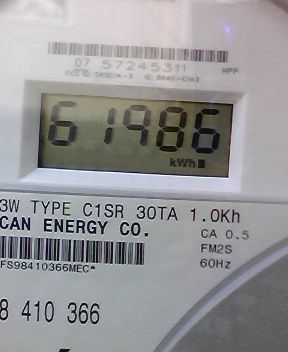 07 57245311
61986
kWh
3W TYPE C1SR 30TA 1.0Kh
CAN ENERGY CO.
CA 0.5
FM2S
FS98410366MEC*
60Hz
8 410 366